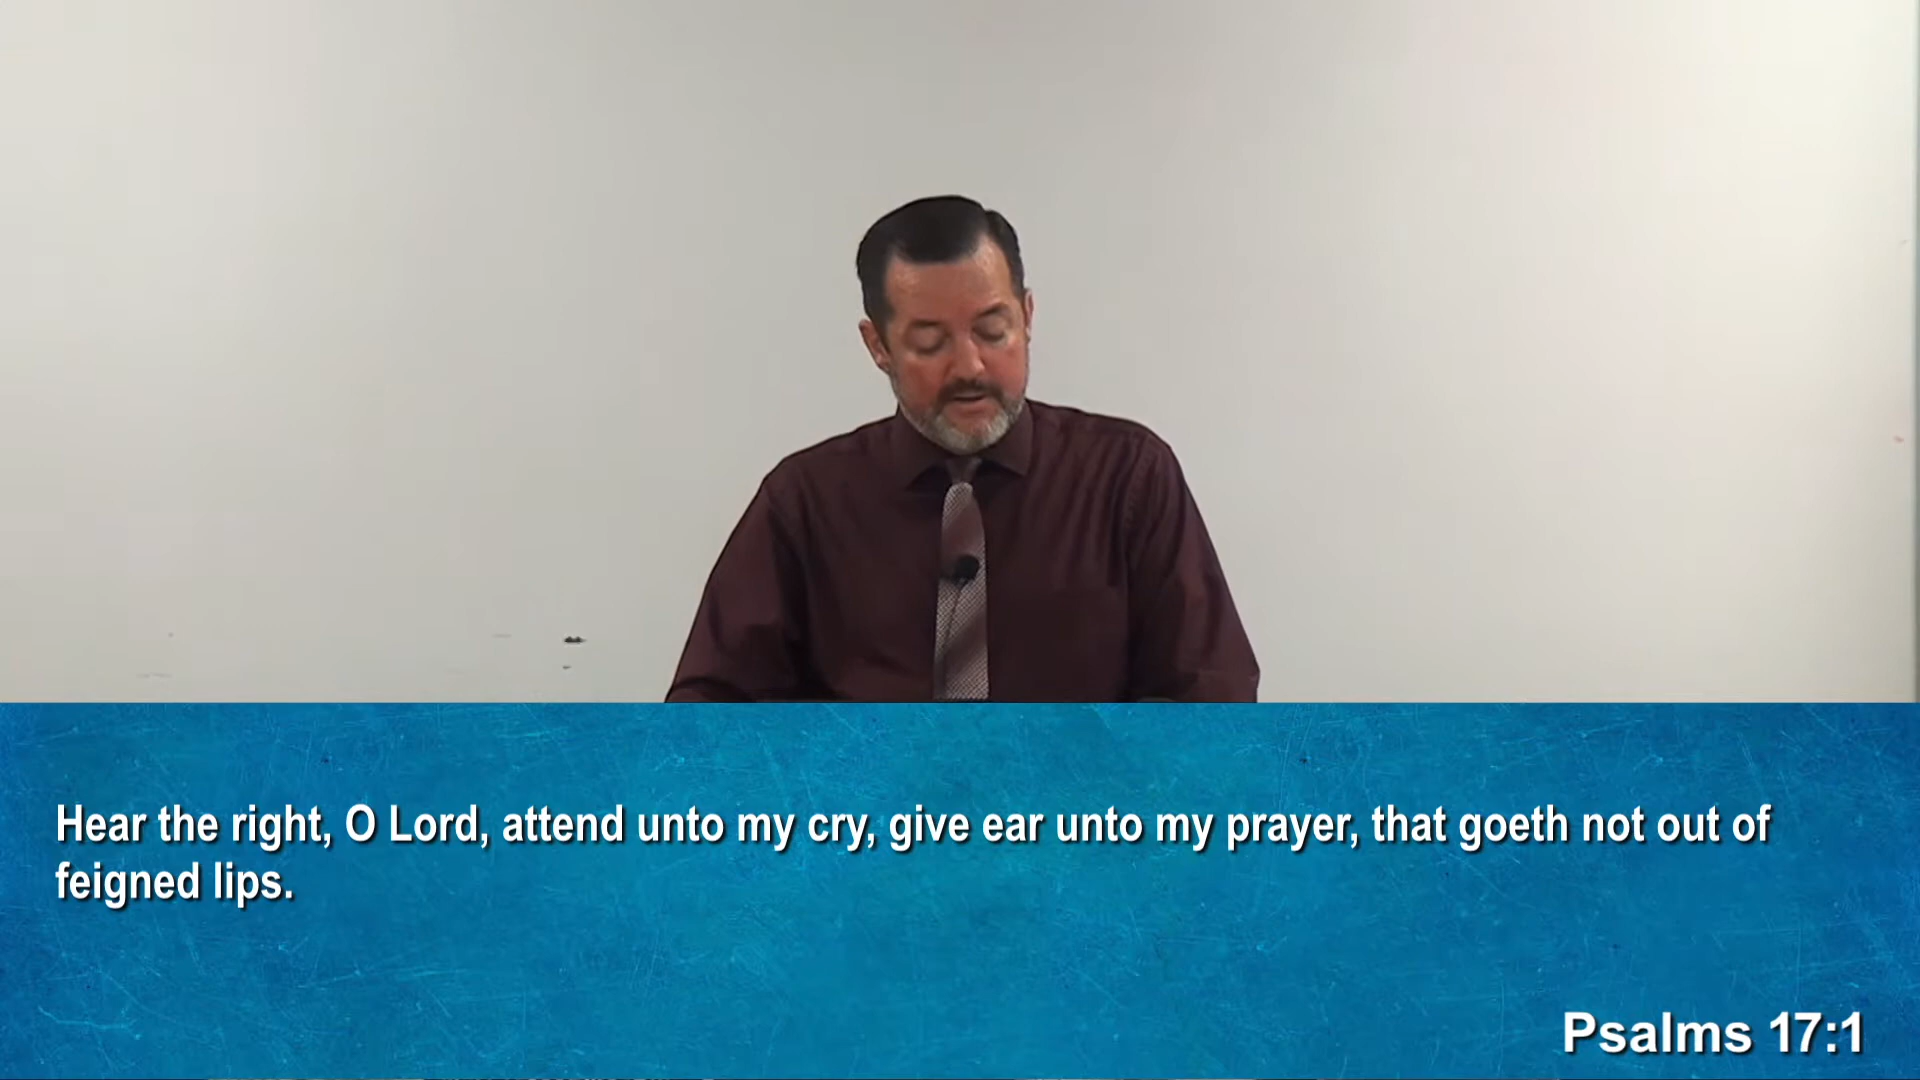 Hear the right, O Lord, attend unto my cry, give ear unto my prayer, that goeth not out of
feigned lips.
Psalms 17:1